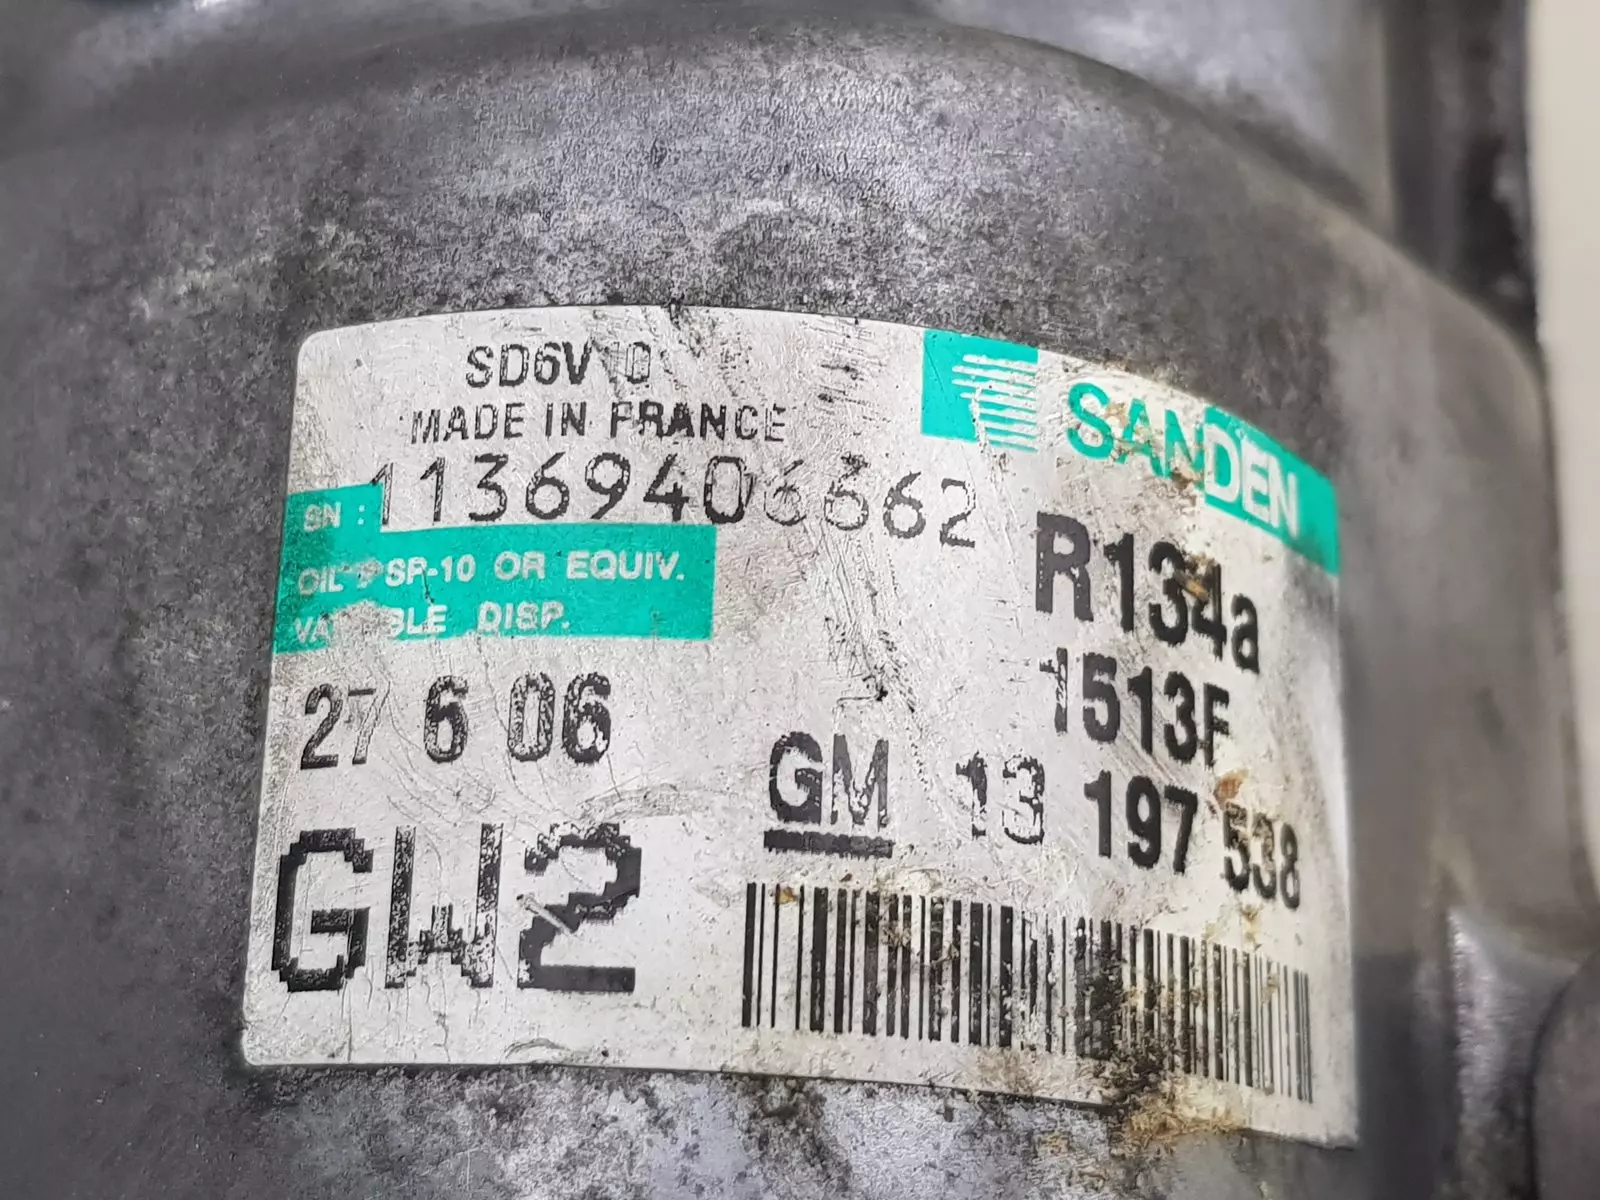 SD6V10
MADE IN FRANCE
SANDEN
SN : 11369406662
OIL : SP-10 OR EQUIV.
VARIABLE DISP.
R134a
1513F
27 6 06
GM 13 197 538
GW2